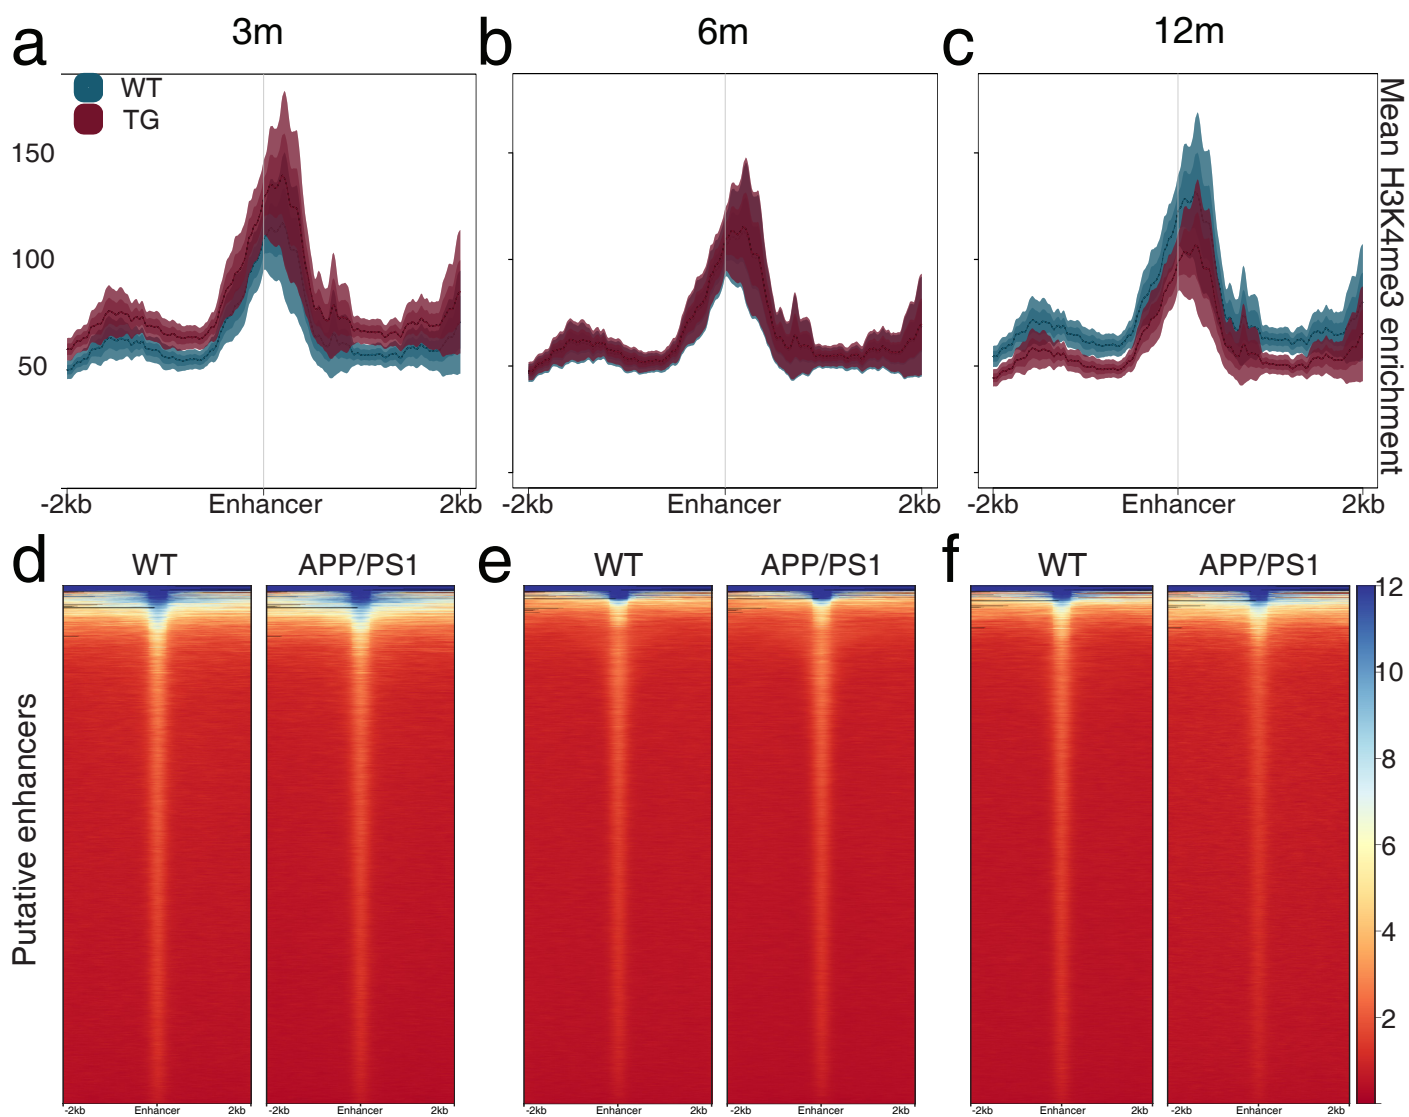 a 3m b 6m c 12m
WT
TG
150
100
50
Mean H3K4me3 enrichment
-2kb Enhancer 2kb -2kb Enhancer 2kb -2kb Enhancer 2kb
d WT APP/PS1 e WT APP/PS1 f WT APP/PS1
Putative enhancers
12
10
8
6
4
2
-2kb Enhancer 2kb -2kb Enhancer 2kb -2kb Enhancer 2kb -2kb Enhancer 2kb -2kb Enhancer 2kb -2kb Enhancer 2kb